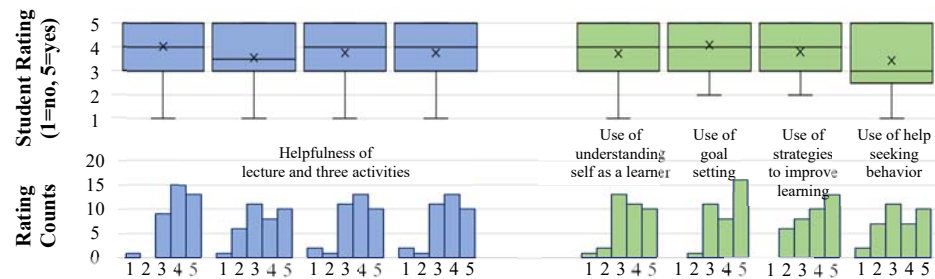 Student Rating
(1=no, 5=yes)
5
4
3
2
1
Helpfulness of
lecture and three activities
Use of
understanding
self as a learner
Use of
goal
setting
Use of
strategies
to improve
learning
Use of help
seeking
behavior
Rating
Counts
20
15
10
5
0
1 2 3 4 5 1 2 3 4 5 1 2 3 4 5 1 2 3 4 5 1 2 3 4 5 1 2 3 4 5 1 2 3 4 5 1 2 3 4 5